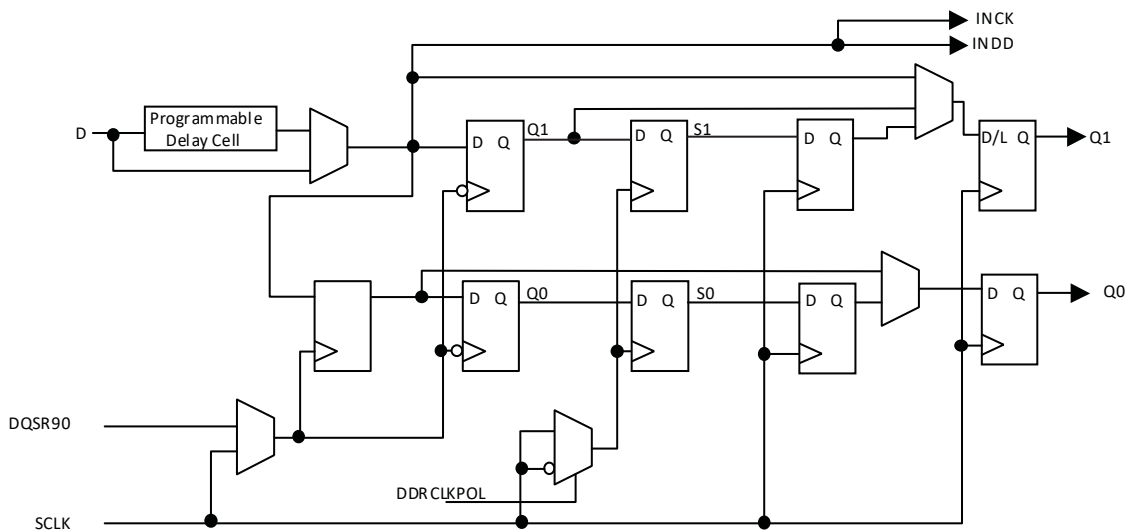 INCK
INDD
Programmable
Delay Cell
D
D Q
Q1
D Q
S1
D/L Q
Q1
D Q
Q0
D Q
S0
D Q
Q0
DQSR90
DDRCLKPOL
SCLK